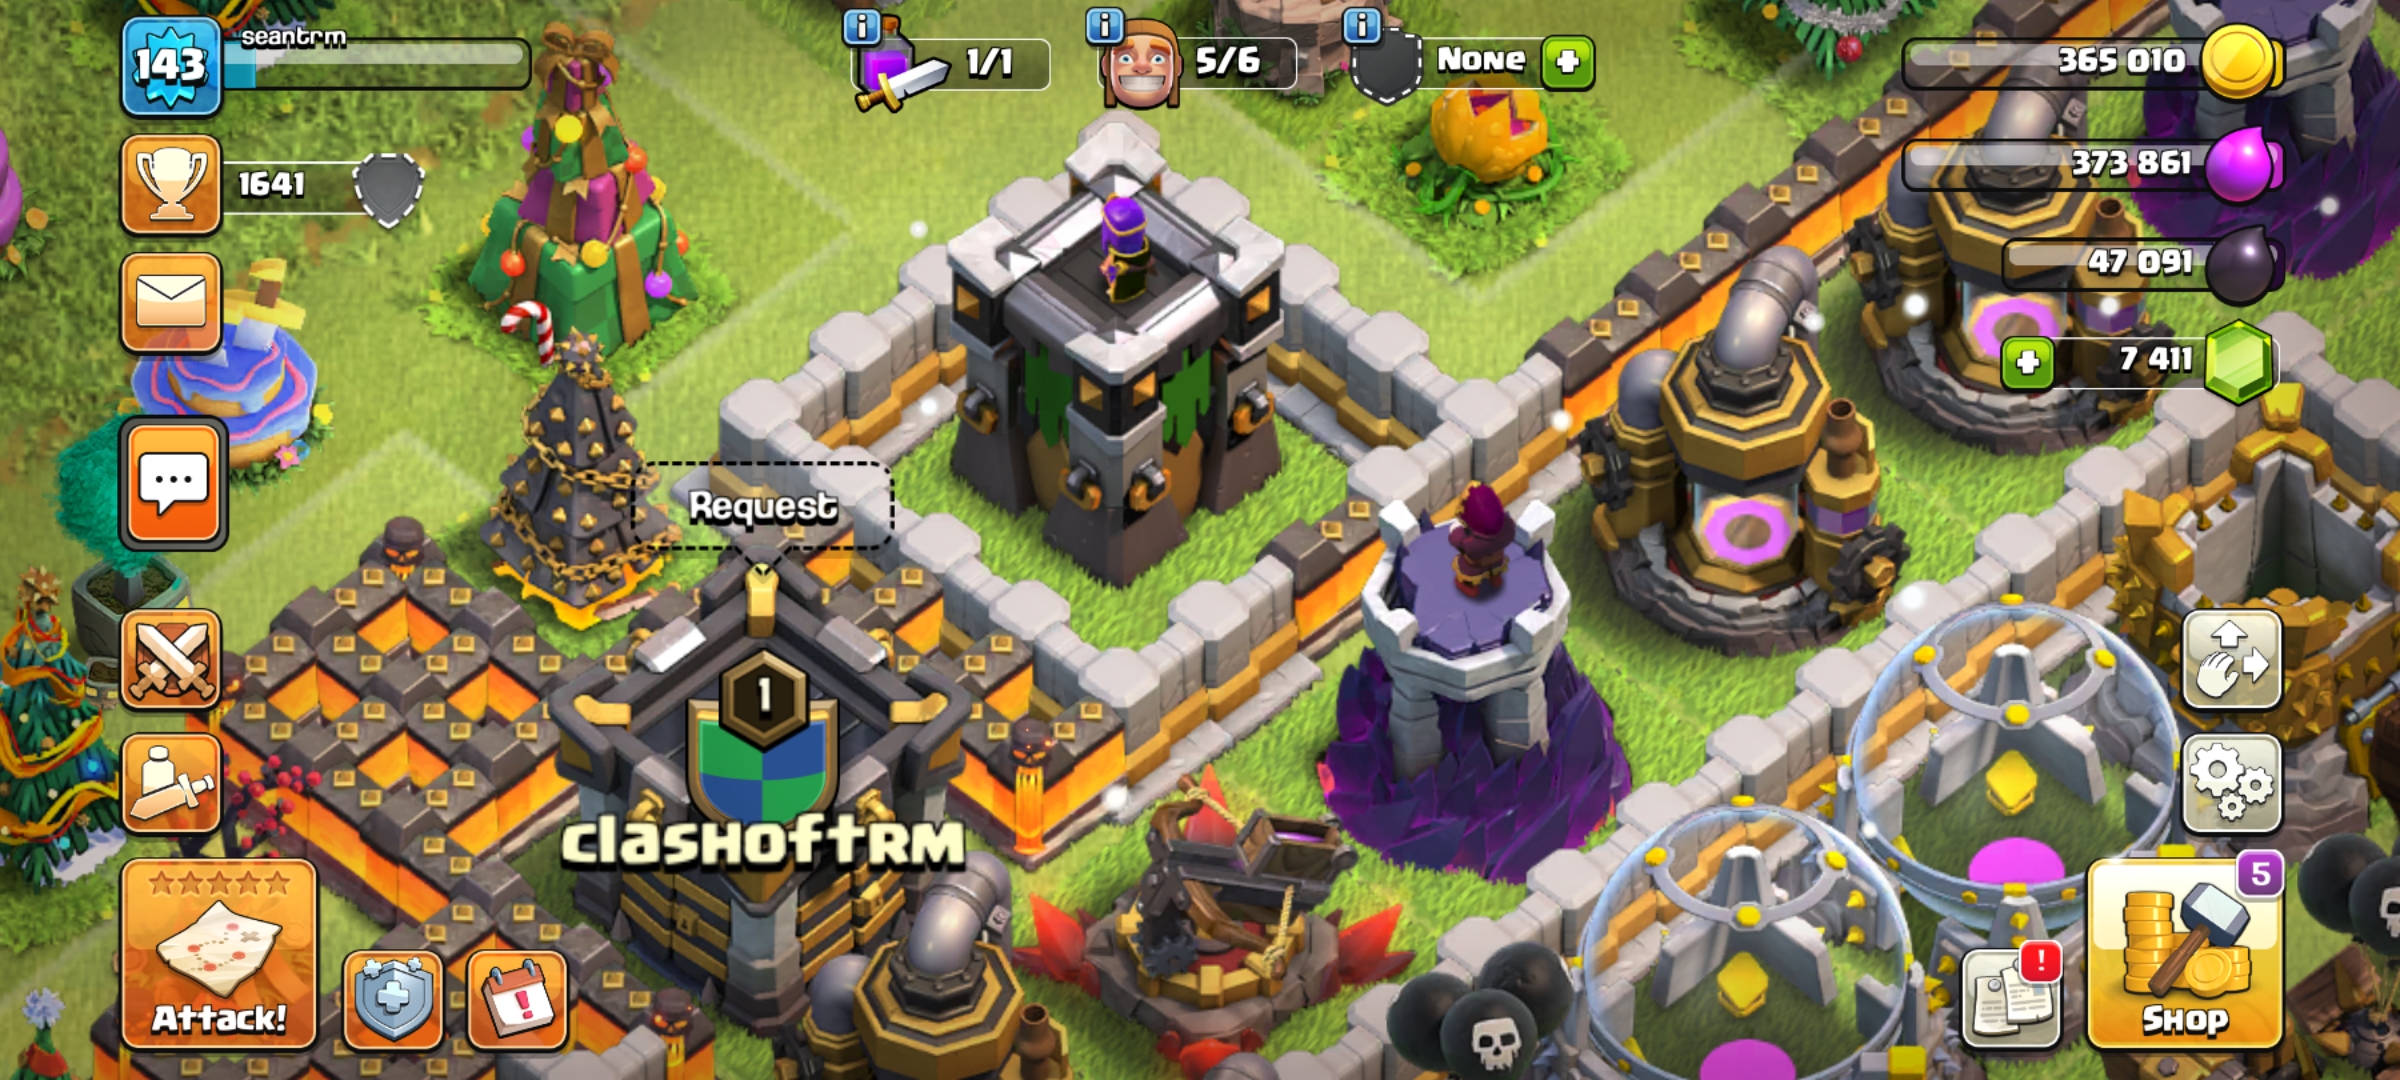 143
seantrm
1/1
5/6
None
365 010
1641
373 861
47 091
7 411
Request
1
clashoftRM
5
Attack!
!
!
Shop